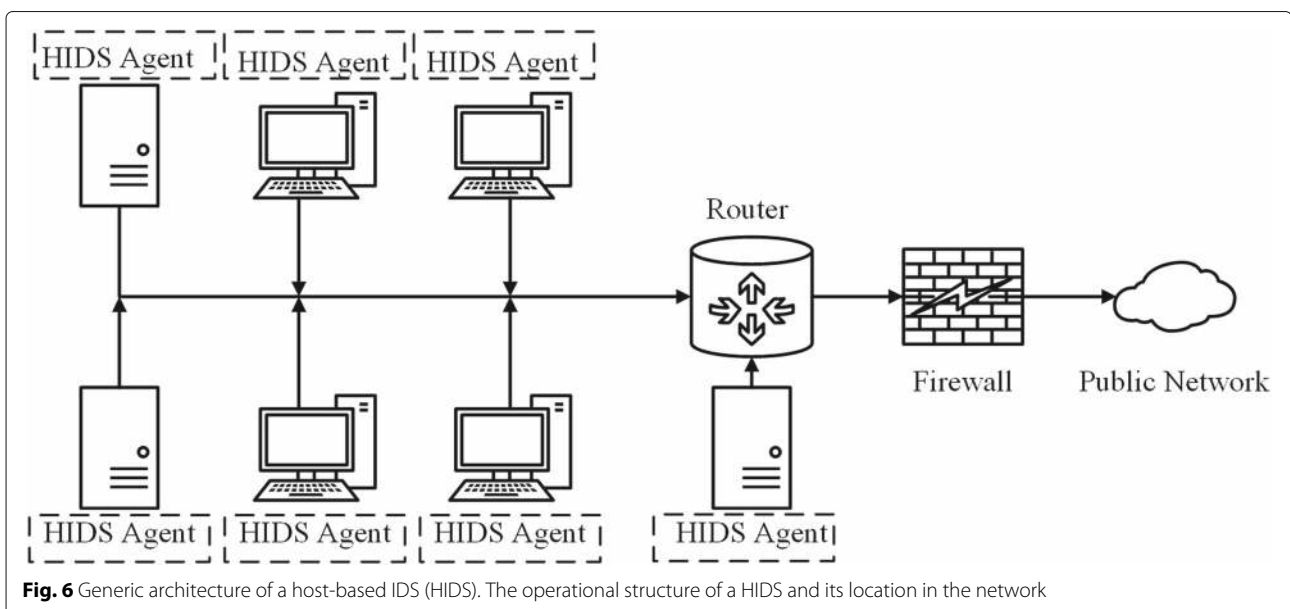 HIDS Agent
HIDS Agent
HIDS Agent
Router
Firewall
Public Network
HIDS Agent
HIDS Agent
HIDS Agent
HIDS Agent
Fig. 6 Generic architecture of a host-based IDS (HIDS). The operational structure of a HIDS and its location in the network